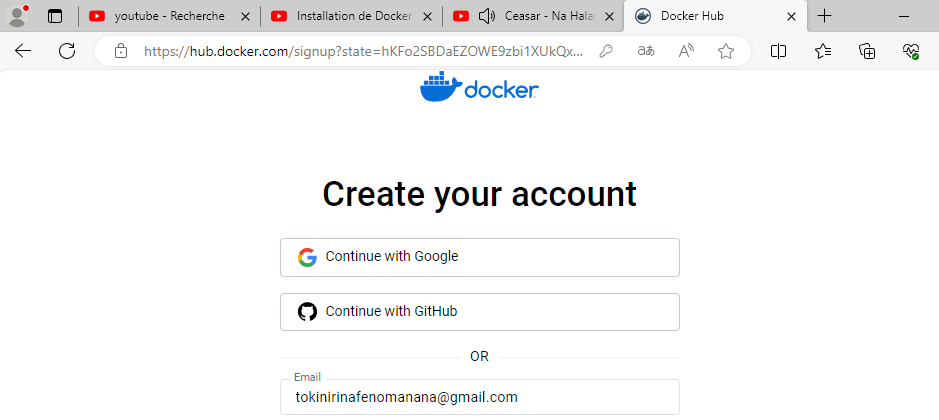 youtube - Recherche
Installation de Docker
Ceasar - Na Halan
Docker Hub
https://hub.docker.com/signup?state=hKFo2SBDaEZOWE9zbi1XUkQx...
docker
Create your account
Continue with Google
Continue with GitHub
OR
Email
tokinirinafenomanana@gmail.com